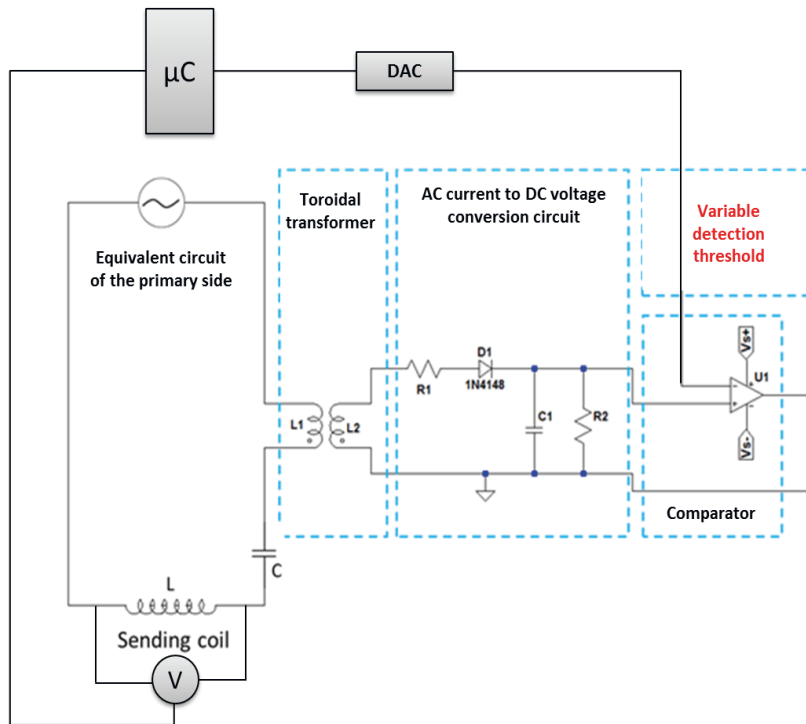 μC
DAC
Toroidal
transformer
AC current to DC voltage
conversion circuit
Variable
detection
threshold
Equivalent circuit
of the primary side
Vs+
D1
1N4148
R1
U1
L1
L2
C1
R2
Vs-
Comparator
C
L
Sending coil
V